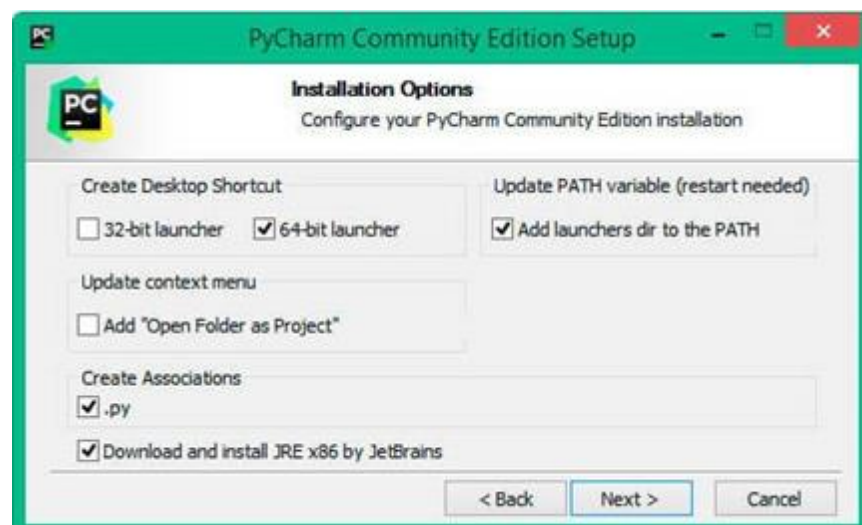 PC
PyCharm Community Edition Setup
PC
Installation Options
Configure your PyCharm Community Edition installation
Create Desktop Shortcut
32-bit launcher
64-bit launcher
Update PATH variable (restart needed)
Add launchers dir to the PATH
Update context menu
Add "Open Folder as Project"
Create Associations
.py
Download and install JRE x86 by JetBrains
< Back
Next >
Cancel